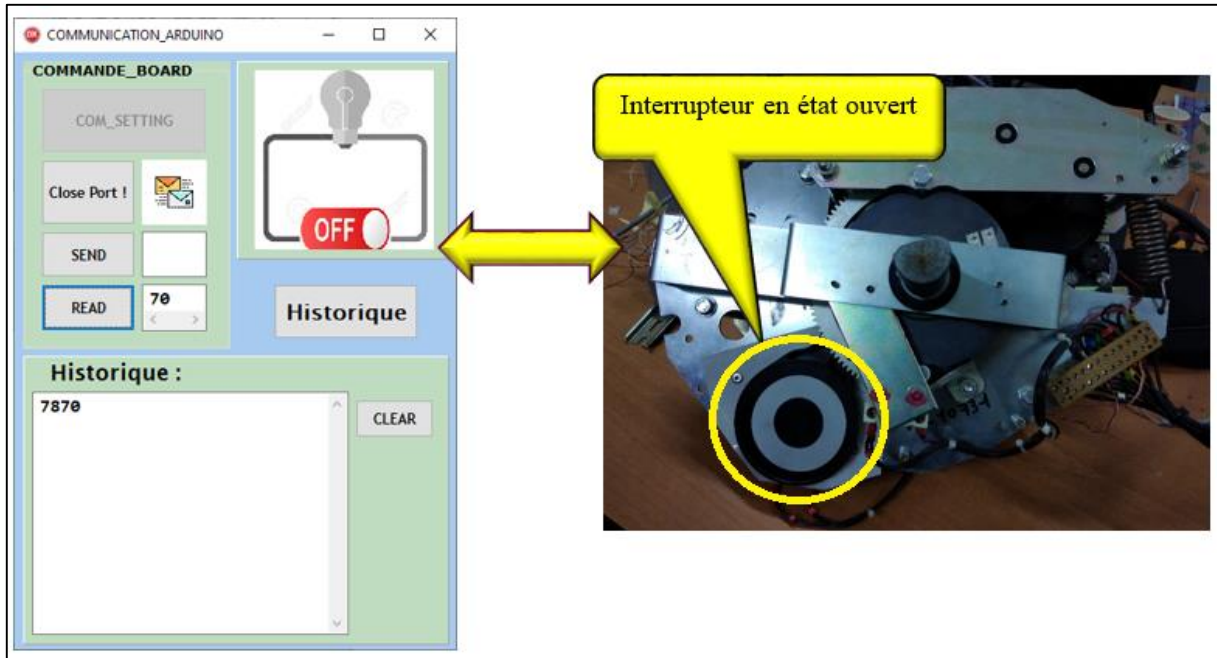 COMMUNICATION_ARDUINO
COMMANDE_BOARD
COM_SETTING
Close Port !
SEND
READ
70
OFF
Historique
Historique :
7870
CLEAR
Interrupteur en état ouvert